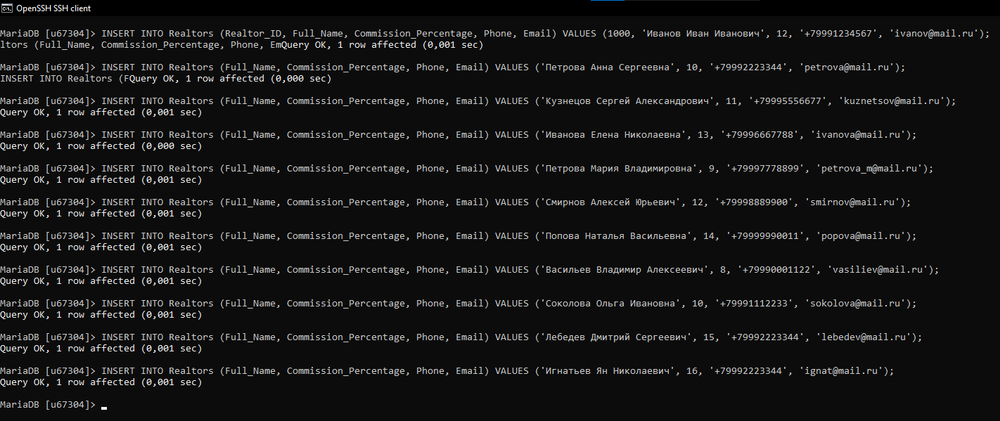 OpenSSH SSH client
MariaDB [u67304]> INSERT INTO Realtors (Realtor_ID, Full_Name, Commission_Percentage, Phone, Email) VALUES (1000, 'Иванов Иван Иванович', 12, '+79991234567', 'ivanov@mail.ru');
ltors (Full_Name, Commission_Percentage, Phone, EmQuery OK, 1 row affected (0,001 sec)
MariaDB [u67304]> INSERT INTO Realtors (Full_Name, Commission_Percentage, Phone, Email) VALUES ('Петрова Анна Сергеевна', 10, '+79992223344', 'petrova@mail.ru');
INSERT INTO Realtors (FQuery OK, 1 row affected (0,000 sec)
MariaDB [u67304]> INSERT INTO Realtors (Full_Name, Commission_Percentage, Phone, Email) VALUES ('Кузнецов Сергей Александрович', 11, '+79995556677', 'kuznetsov@mail.ru');
Query OK, 1 row affected (0,001 sec)
MariaDB [u67304]> INSERT INTO Realtors (Full_Name, Commission_Percentage, Phone, Email) VALUES ('Иванова Елена Николаевна', 13, '+79996667788', 'ivanova@mail.ru');
Query OK, 1 row affected (0,000 sec)
MariaDB [u67304]> INSERT INTO Realtors (Full_Name, Commission_Percentage, Phone, Email) VALUES ('Петрова Мария Владимировна', 9, '+79997778899', 'petrova_m@mail.ru');
Query OK, 1 row affected (0,001 sec)
MariaDB [u67304]> INSERT INTO Realtors (Full_Name, Commission_Percentage, Phone, Email) VALUES ('Смирнов Алексей Юрьевич', 12, '+79998889900', 'smirnov@mail.ru');
Query OK, 1 row affected (0,001 sec)
MariaDB [u67304]> INSERT INTO Realtors (Full_Name, Commission_Percentage, Phone, Email) VALUES ('Попова Наталья Васильевна', 14, '+79999990011', 'popova@mail.ru');
Query OK, 1 row affected (0,001 sec)
MariaDB [u67304]> INSERT INTO Realtors (Full_Name, Commission_Percentage, Phone, Email) VALUES ('Васильев Владимир Алексеевич', 8, '+79990001122', 'vasiliev@mail.ru');
Query OK, 1 row affected (0,001 sec)
MariaDB [u67304]> INSERT INTO Realtors (Full_Name, Commission_Percentage, Phone, Email) VALUES ('Соколова Ольга Ивановна', 10, '+79991112233', 'sokolova@mail.ru');
Query OK, 1 row affected (0,001 sec)
MariaDB [u67304]> INSERT INTO Realtors (Full_Name, Commission_Percentage, Phone, Email) VALUES ('Лебедев Дмитрий Сергеевич', 15, '+79992223344', 'lebedev@mail.ru');
Query OK, 1 row affected (0,001 sec)
MariaDB [u67304]> INSERT INTO Realtors (Full_Name, Commission_Percentage, Phone, Email) VALUES ('Игнатьев Ян Николаевич', 16, '+79992223344', 'ignat@mail.ru');
Query OK, 1 row affected (0,001 sec)
MariaDB [u67304]>